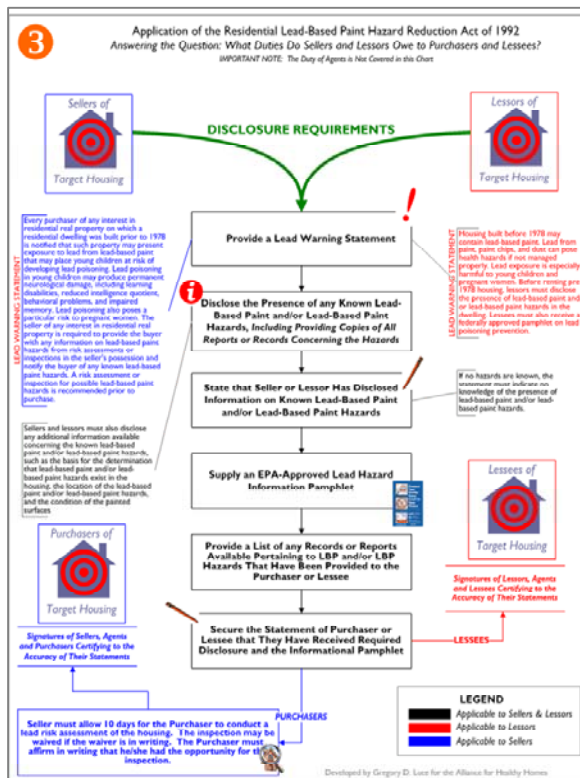 3
Application of the Residential Lead-Based Paint Hazard Reduction Act of 1992
Answering the Question: What Duties Do Sellers and Lessors Owe to Purchasers and Lessees?
IMPORTANT NOTE: The Duty of Agents is Not Covered in this Chart
Sellers of
Target Housing
DISCLOSURE REQUIREMENTS
Lessors of
Target Housing
LEAD WARNING STATEMENT
Every purchaser of any interest in
residential real property on which a
residential dwelling was built prior to 1978
is notified that such property may present
exposure to lead from lead-based paint
that may place young children at risk of
developing lead poisoning. Lead poisoning
in young children may produce permanent
neurological damage, including learning
disabilities, reduced intelligence quotient,
behavioral problems, and impaired
memory. Lead poisoning also poses a
particular risk to pregnant women. The
seller of any interest in residential real
property is required to provide the buyer
with any information on lead-based paint
hazards from risk assessments or
inspections in the seller's possession and
notify the buyer of any known lead-based
paint hazards. A risk assessment or
inspection for possible lead-based paint
hazards is recommended prior to
purchase.
!
Provide a Lead Warning Statement
LEAD WARNING STATEMENT
Housing built before 1978 may
contain lead-based paint. Lead from
paint, paint chips, and dust can pose
health hazards if not managed
properly. Lead exposure is especially
harmful to young children and
pregnant women. Before renting pre-
1978 housing, lessors must disclose
the presence of lead-based paint and/
or lead-based paint hazards in the
dwelling. Lessees must also receive a
federally approved pamphlet on lead
poisoning prevention.
i
Disclose the Presence of any Known Lead-
Based Paint and/or Lead-Based Paint
Hazards, Including Providing Copies of All
Reports or Records Concerning the Hazards
State that Seller or Lessor Has Disclosed
Information on Known Lead-Based Paint
and/or Lead-Based Paint Hazards
If no hazards are known, the
statement must indicate no
knowledge of the presence of
lead-based paint and/or lead-
based paint hazards.
Sellers and lessors must also disclose
any additional information available
concerning the known lead-based
paint and/or lead-based paint hazards,
such as the basis for the determination
that lead-based paint and/or lead-
based paint hazards exist in the
housing, the location of the lead-based
paint and/or lead-based paint hazards,
and the condition of the painted
surfaces
Supply an EPA-Approved Lead Hazard
Information Pamphlet
Lessees of
Target Housing
Purchasers of
Target Housing
Provide a List of any Records or Reports
Available Pertaining to LBP and/or LBP
Hazards That Have Been Provided to the
Purchaser or Lessee
Signatures of Lessors, Agents
and Lessees Certifying to the
Accuracy of Their Statements
Signatures of Sellers, Agents
and Purchasers Certifying to the
Accuracy of Their Statements
Secure the Statement of Purchaser or
Lessee that They Have Received Required
Disclosure and the Informational Pamphlet
LESSEES
PURCHASERS
Seller must allow 10 days for the Purchaser to conduct a
lead risk assessment of the housing. The inspection may be
waived if the waiver is in writing. The Purchaser must
affirm in writing that he/she had the opportunity for the
inspection.
LEGEND
Applicable to Sellers & Lessors
Applicable to Lessors
Applicable to Sellers
Developed by Gregory D. Luce for the Alliance for Healthy Homes